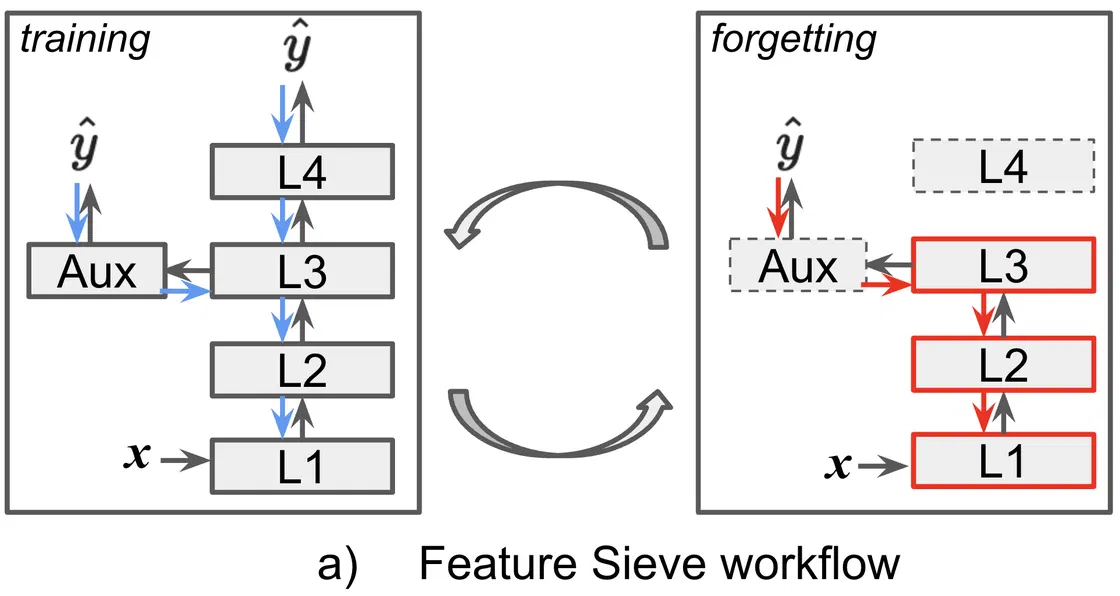 training
ŷ
ŷ
L4
Aux
L3
L2
x
L1
forgetting
ŷ
L4
Aux
L3
L2
x
L1
a) Feature Sieve workflow